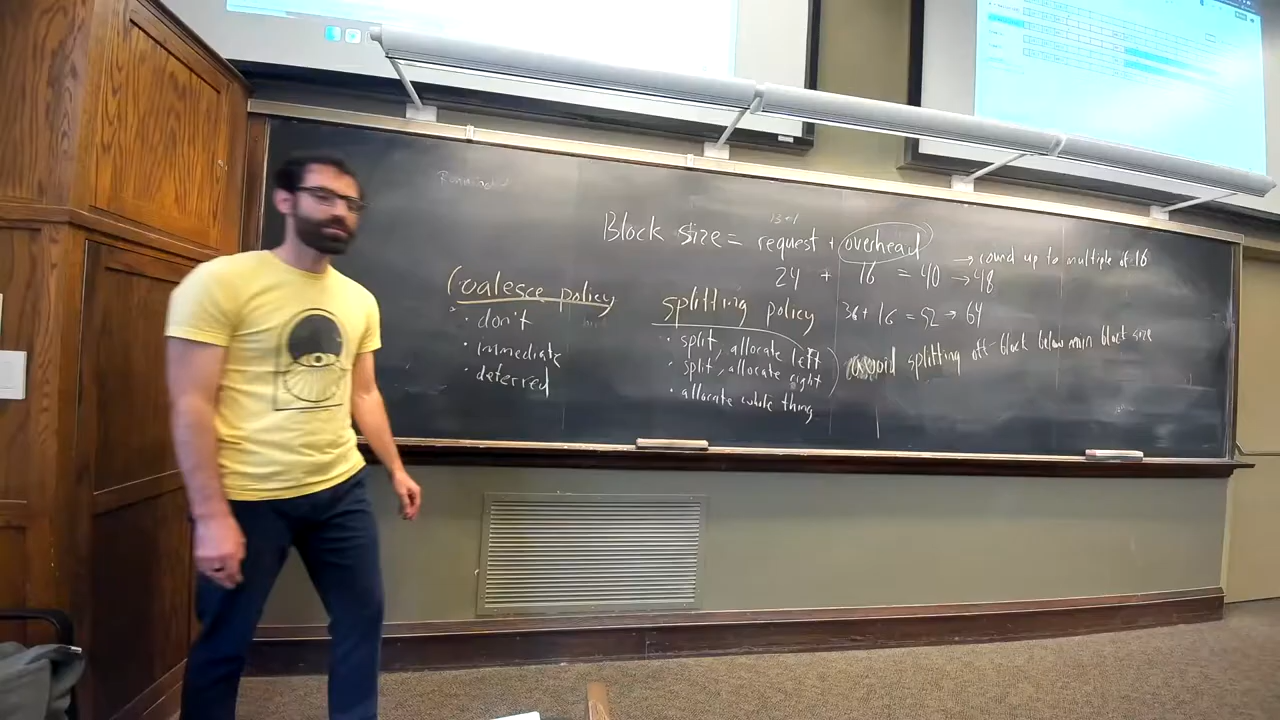 Block size = request + overhead
→ round up to multiple of 16
24 + 16 = 40 → 48
36 + 16 = 52 → 64
Coalesce policy
• don't
• immediate
• deferred
splitting policy
• split, allocate left
• split, allocate right
• allocate whole thing
avoid splitting off block below min block size